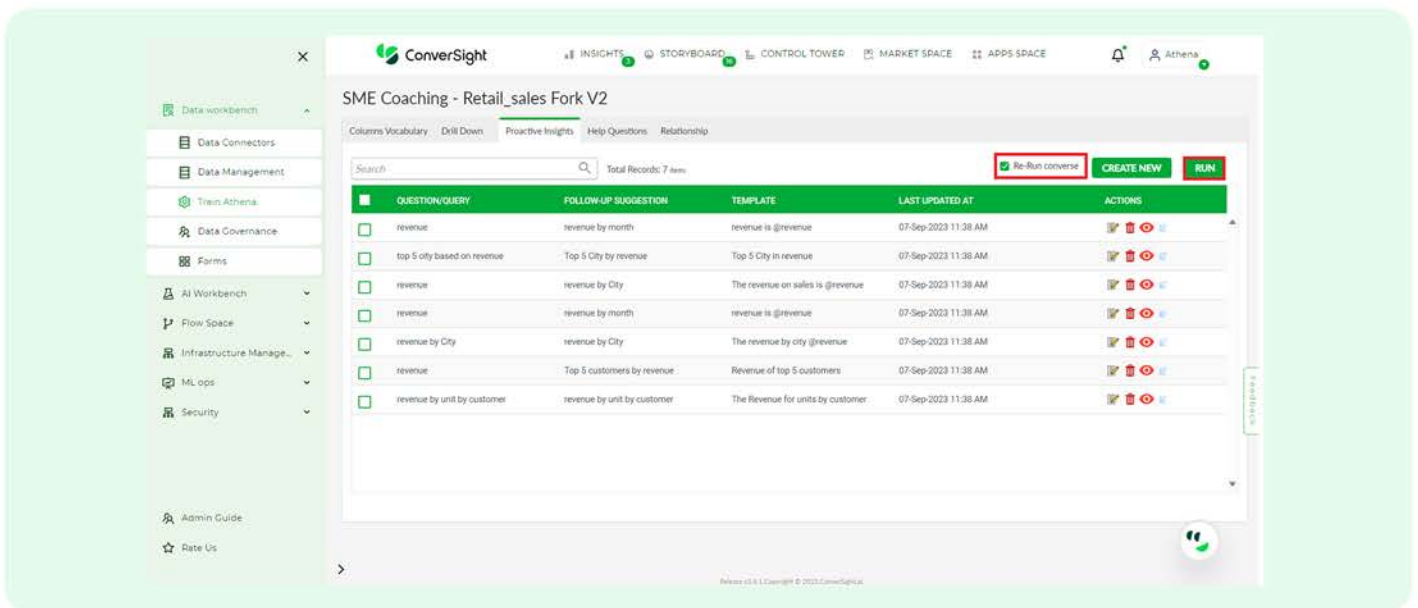 ConverSight
INSIGHTS 3 STORYBOARD 16 CONTROL TOWER MARKET SPACE APPS SPACE Athena
Data workbench
Data Connectors
Data Management
Train Athena
Data Governance
Forms
AI Workbench
Flow Space
Infrastructure Manage...
ML ops
Security
Admin Guide
Rate Us
SME Coaching - Retail_sales Fork V2
Columns Vocabulary Drill Down Proactive Insights Help Questions Relationship
Search Total Records: 7 items Re-Run converse CREATE NEW RUN
QUESTION/QUERY FOLLOW-UP SUGGESTION TEMPLATE LAST UPDATED AT ACTIONS
revenue revenue by month revenue is @revenue 07-Sep-2023 11:38 AM
top 5 city based on revenue Top 5 City by revenue Top 5 City in revenue 07-Sep-2023 11:38 AM
revenue revenue by City The revenue on sales is @revenue 07-Sep-2023 11:38 AM
revenue revenue by month revenue is @revenue 07-Sep-2023 11:38 AM
revenue by City revenue by City The revenue by city @revenue 07-Sep-2023 11:38 AM
revenue Top 5 customers by revenue Revenue of top 5 customers 07-Sep-2023 11:38 AM
revenue by unit by customer revenue by unit by customer The Revenue for units by customer 07-Sep-2023 11:38 AM
Feedback
Copyright © 2023 ConverSight.ai